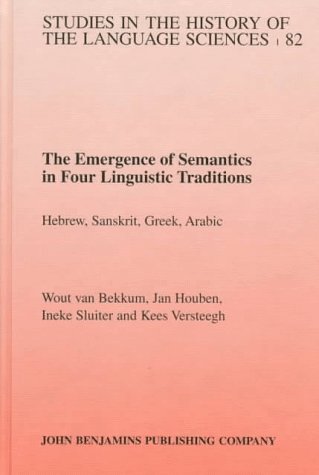 STUDIES IN THE HISTORY OF
THE LANGUAGE SCIENCES | 82
The Emergence of Semantics
in Four Linguistic Traditions
Hebrew, Sanskrit, Greek, Arabic
Wout van Bekkum, Jan Houben,
Ineke Sluiter and Kees Versteegh
JOHN BENJAMINS PUBLISHING COMPANY